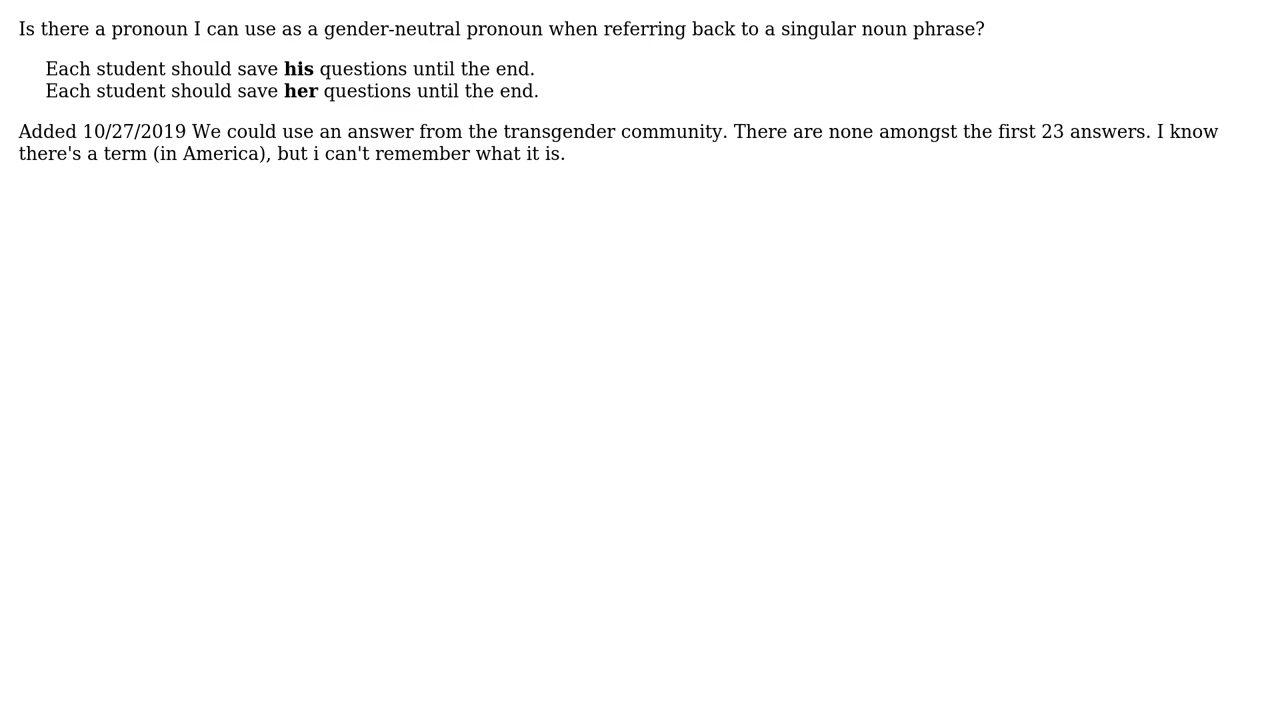 Is there a pronoun I can use as a gender-neutral pronoun when referring back to a singular noun phrase?
Each student should save his questions until the end.
Each student should save her questions until the end.
Added 10/27/2019 We could use an answer from the transgender community. There are none amongst the first 23 answers. I know
there's a term (in America), but i can't remember what it is.